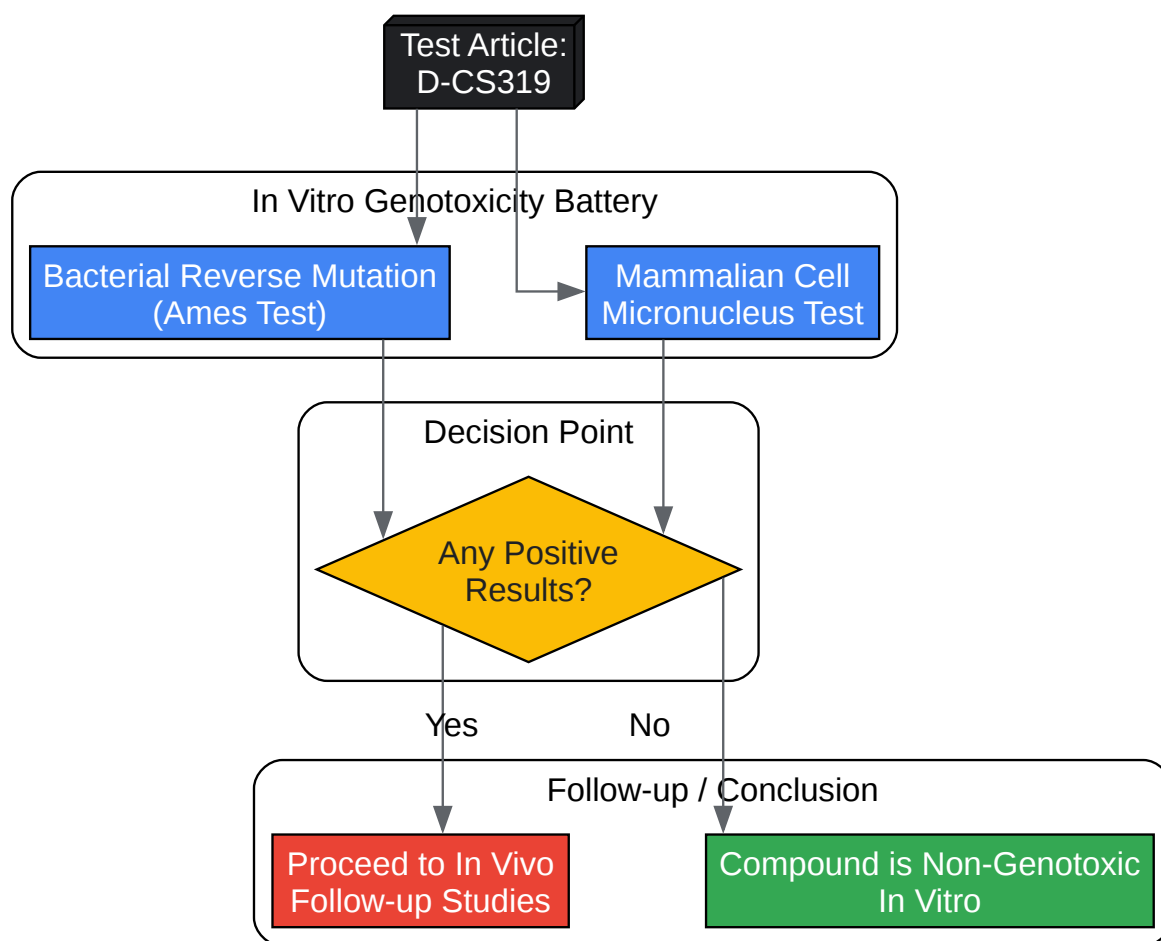 Test Article:
D-CS319
In Vitro Genotoxicity Battery
Bacterial Reverse Mutation
(Ames Test)
Mammalian Cell
Micronucleus Test
Decision Point
Any Positive
Results?
Yes
No
Follow-up / Conclusion
Proceed to In Vivo
Follow-up Studies
Compound is Non-Genotoxic
In Vitro